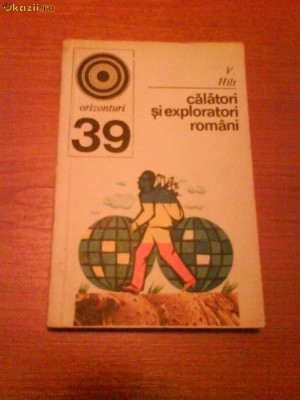 Okazii.ro
orizonturi
39
V.
Hilt
călători
și exploratori
români